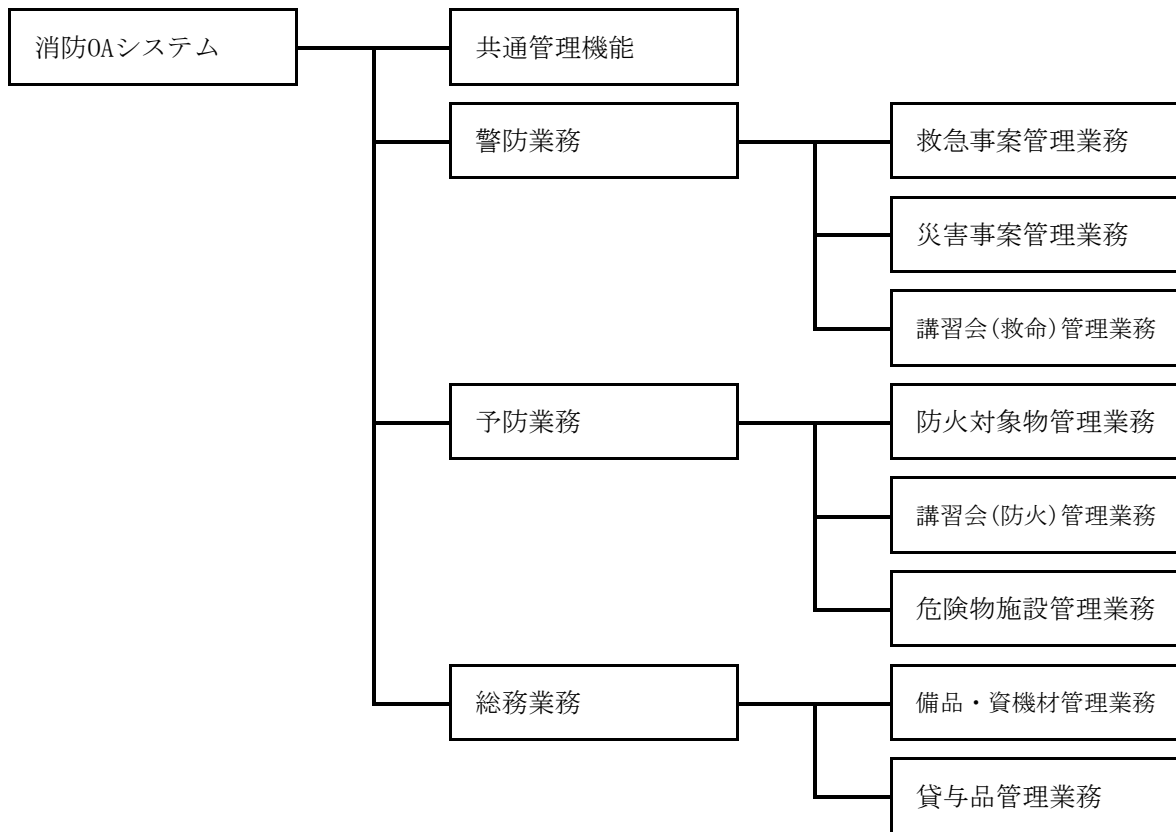 消防OAシステム
共通管理機能
警防業務
救急事案管理業務
災害事案管理業務
講習会(救命)管理業務
予防業務
防火対象物管理業務
講習会(防火)管理業務
危険物施設管理業務
総務業務
備品・資機材管理業務
貸与品管理業務